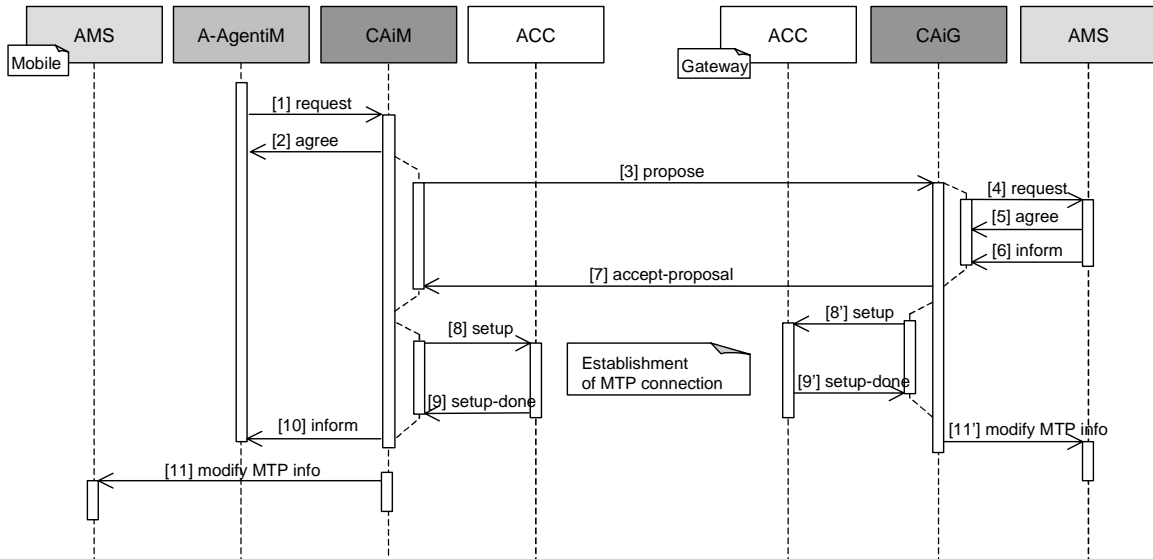 AMS
A-AgentiM
CAiM
ACC
ACC
CAiG
AMS
Mobile
Gateway
[1] request
[2] agree
[3] propose
[4] request
[5] agree
[6] inform
[7] accept-proposal
[8'] setup
[8] setup
Establishment
of MTP connection
[9'] setup-done
[9] setup-done
[10] inform
[11'] modify MTP info
[11] modify MTP info